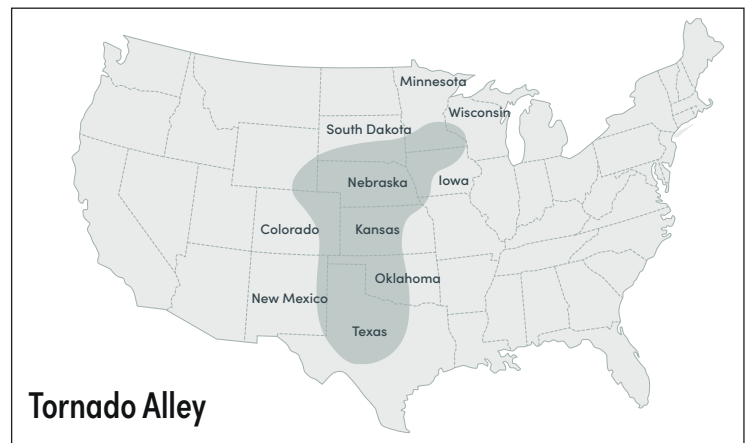 Minnesota
Wisconsin
South Dakota
Nebraska
Iowa
Colorado
Kansas
Oklahoma
New Mexico
Texas
Tornado Alley